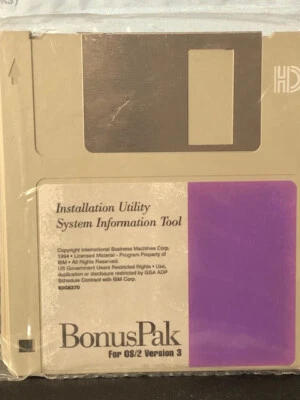 HD
Installation Utility
System Information Tool
Copyright International Business Machines Corp.
1994 • Licensed Material - Program Property of
IBM • All Rights Reserved.
US Government Users Restricted Rights • Use,
duplication or disclosure restricted by GSA ADP
Schedule Contract with IBM Corp.
BonusPak
For OS/2 Version 3